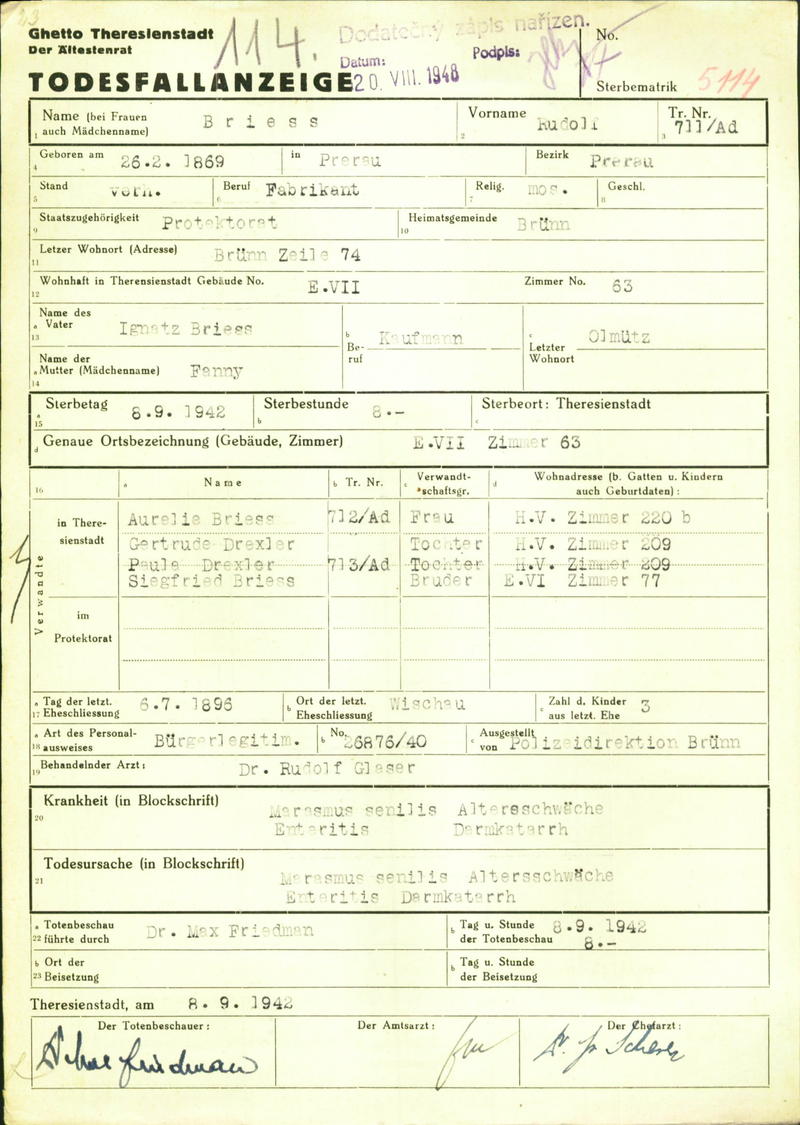 Ghetto Theresienstadt
Der Ältestenrat
114.
Dodatečný zápis nařízen.
Datum: 20. VIII. 1948
Podpis:
No.
TODESFALLANZEIGE
Sterbematrik 5114
Name (bei Frauen auch Mädchenname) Briess
Vorname Rudolf
Tr. Nr. 711/Ad
Geboren am 26.2. 1869 in Prerau Bezirk Prerau
Stand verh. Beruf Fabrikant Relig. mos. Geschl.
Staatszugehörigkeit Protektorat Heimatsgemeinde Brünn
Letzer Wohnort (Adresse) Brünn Zeile 74
Wohnhaft in Theresienstadt Gebäude No. E.VII Zimmer No. 63
Name des Vater Ignatz Briess Beruf Kaufmann Letzter Wohnort Olmütz
Name der Mutter (Mädchenname) Fanny
Sterbetag 8.9. 1942 Sterbestunde 8.- Sterbeort: Theresienstadt
Genaue Ortsbezeichnung (Gebäude, Zimmer) E.VII Zimmer 63
Name Tr. Nr. Verwandtschaftsgr. Wohnadresse (b. Gatten u. Kindern auch Geburtdaten) :
Verwandte
in Theresienstadt
Aurelie Briess 712/Ad Frau H.V. Zimmer 220 b
Gertrude Drexler Tochter H.V. Zimmer 209
Paula Drexler 713/Ad Tochter H.V. Zimmer 209
Siegfried Briess Bruder E.VI Zimmer 77
im Protektorat
Tag der letzt. Eheschliessung 6.7. 1896 Ort der letzt. Eheschliessung Wischau Zahl d. Kinder aus letzt. Ehe 3
Art des Personalausweises Bürgerlegitim. No. 26876/40 Ausgestellt von Polizeidirektion Brünn
Behandelnder Arzt: Dr. Rudolf Glaser
Krankheit (in Blockschrift) Marasmus senilis Altersschwäche
Enteritis Darmkatarrh
Todesursache (in Blockschrift) Marasmus senilis Altersschwäche
Enteritis Darmkatarrh
Totenbeschau führte durch Dr. Max Friedman Tag u. Stunde der Totenbeschau 8.9. 1942 8.-
Ort der Beisetzung Tag u. Stunde der Beisetzung
Theresienstadt, am 8. 9. 1942
Der Totenbeschauer : Der Amtsarzt : Der Chefarzt :